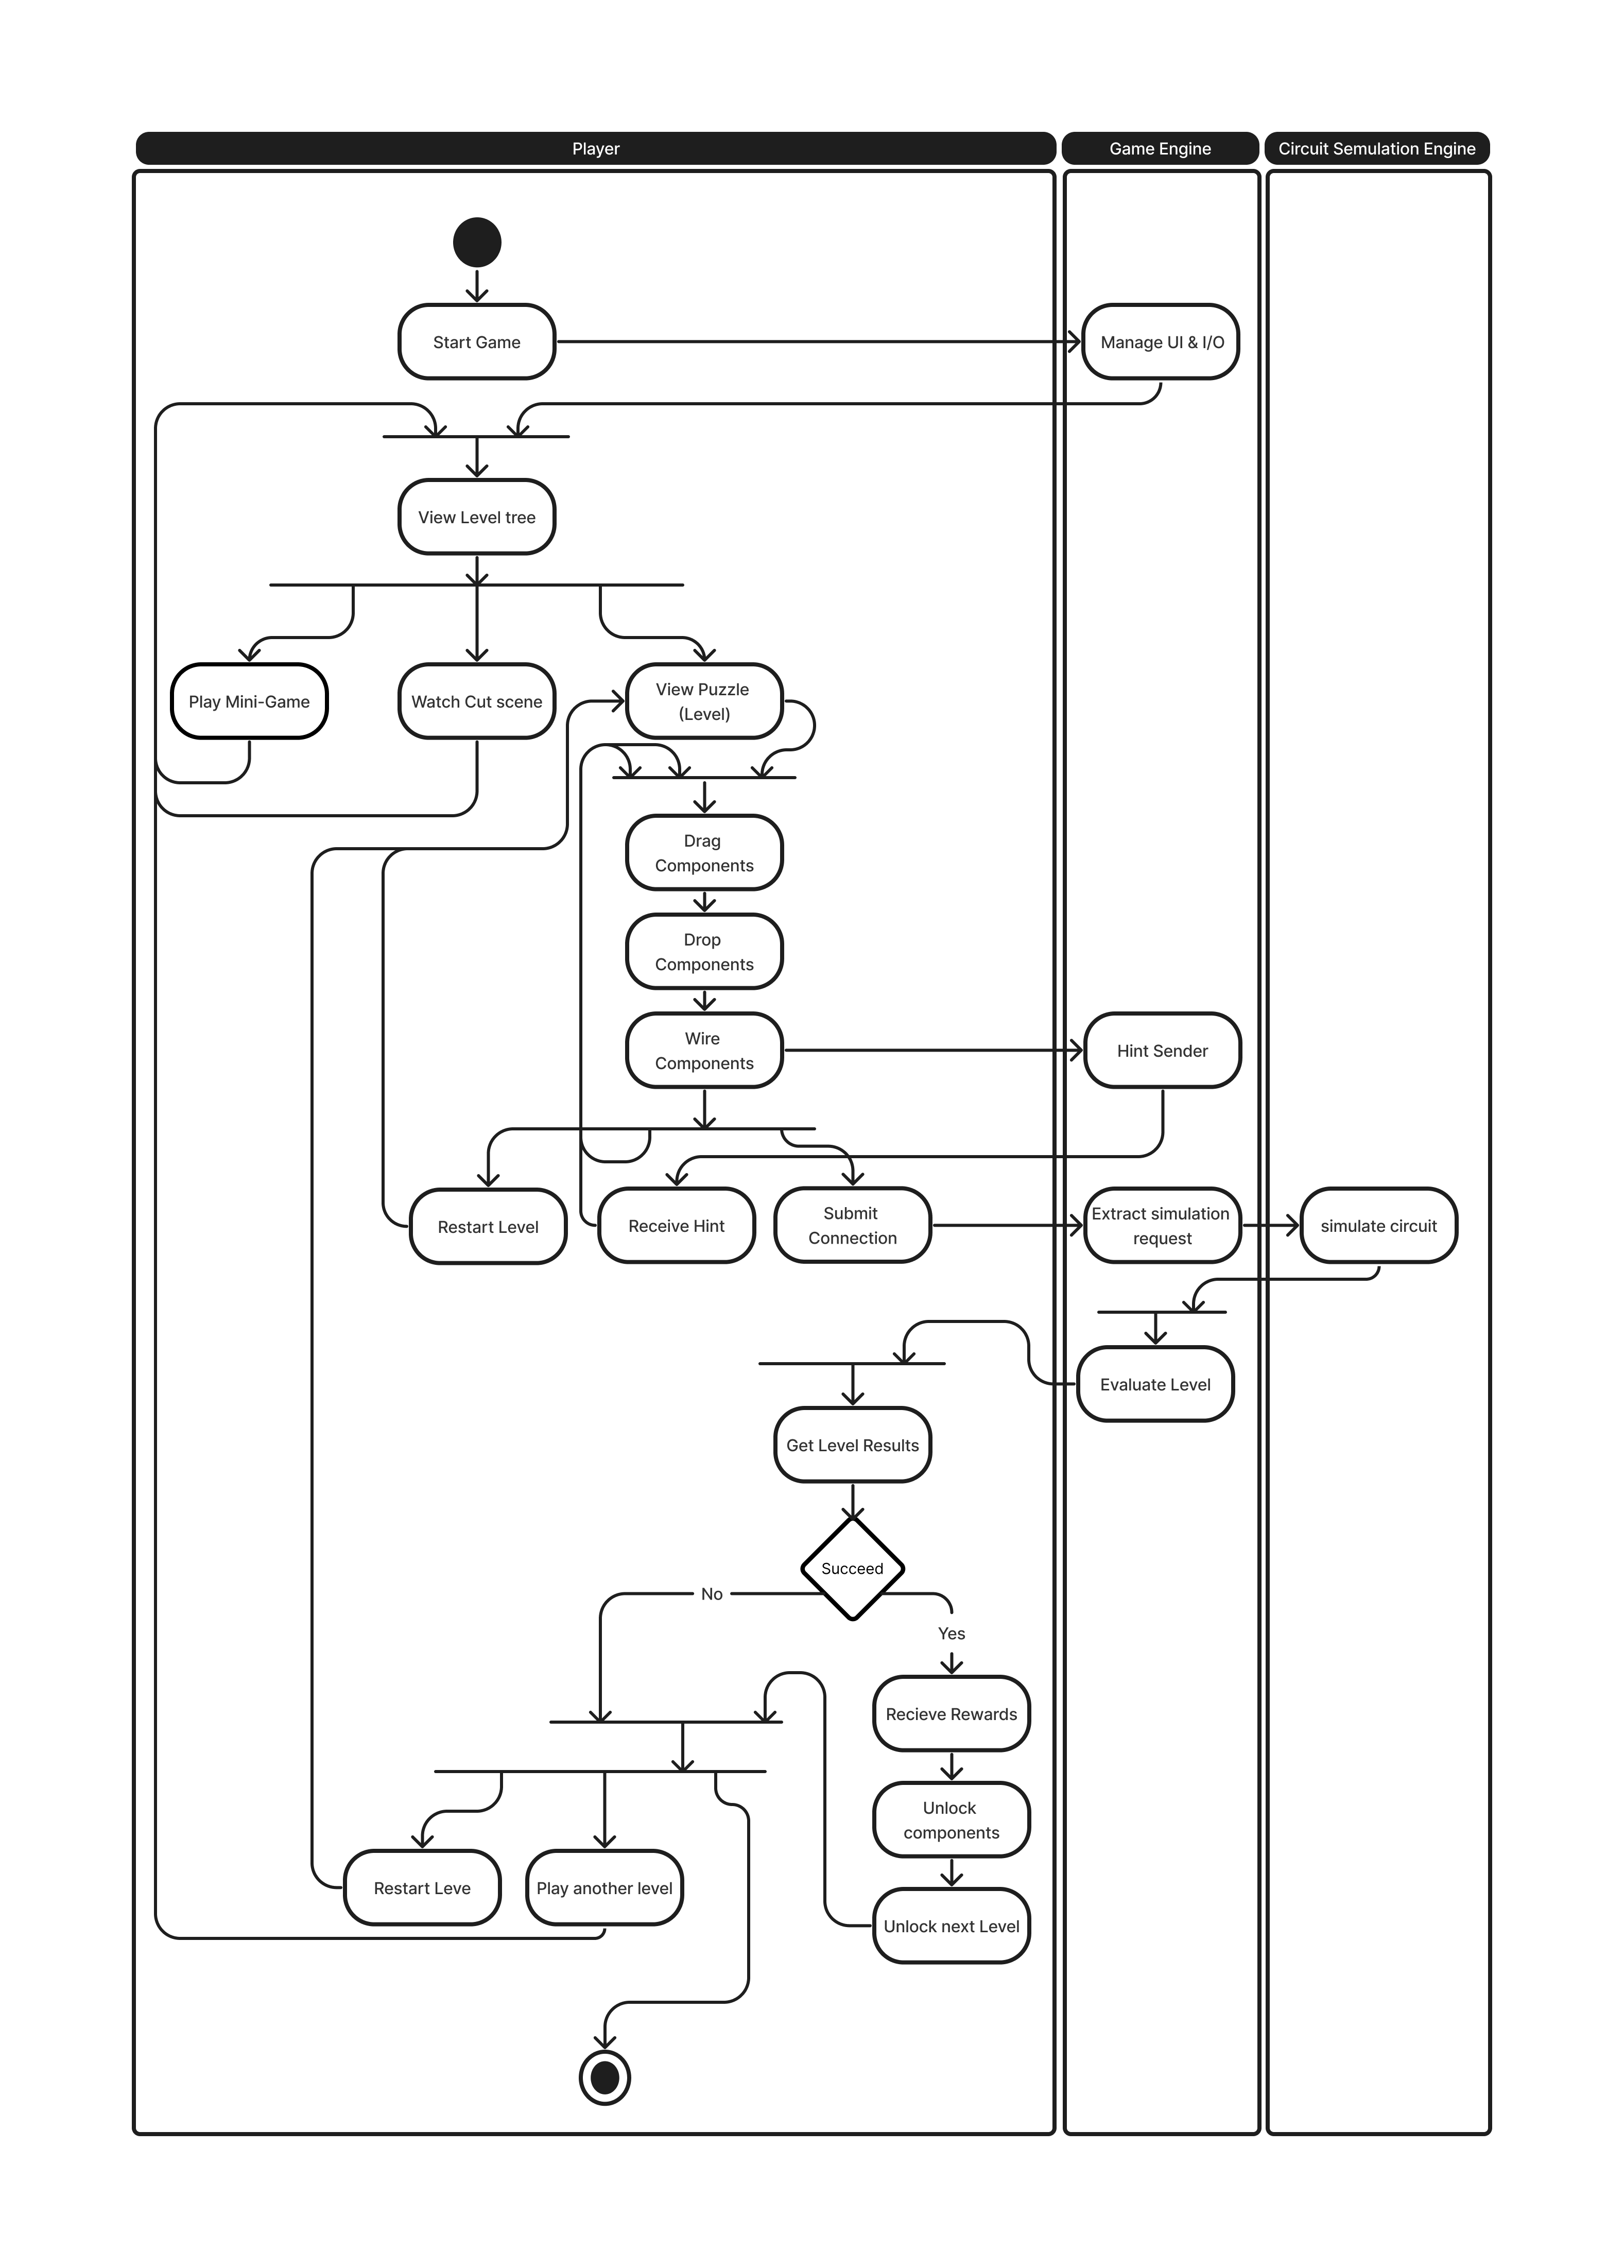 Player
Game Engine
Circuit Semulation Engine
Start Game
Manage UI & I/O
View Level tree
Play Mini-Game
Watch Cut scene
View Puzzle
(Level)
Drag
Components
Drop
Components
Wire
Components
Hint Sender
Restart Level
Receive Hint
Submit
Connection
Extract simulation
request
simulate circuit
Evaluate Level
Get Level Results
Succeed
No
Yes
Recieve Rewards
Unlock
components
Restart Leve
Play another level
Unlock next Level